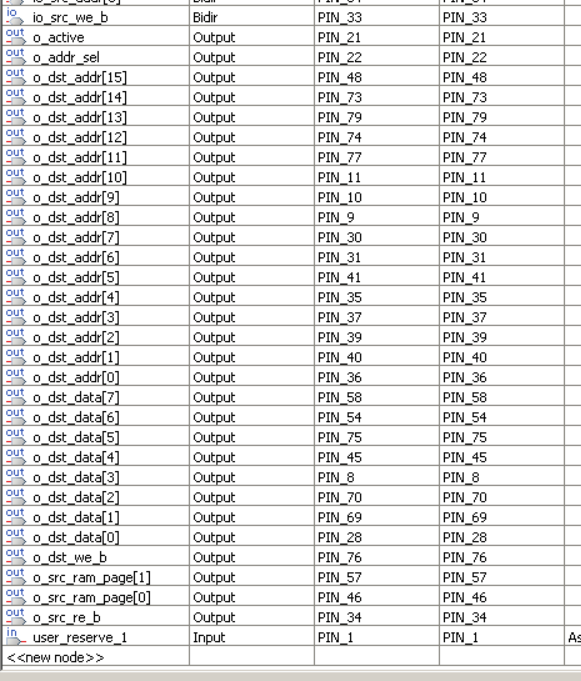 io io_src_we_b Bidir PIN_33 PIN_33
out o_active Output PIN_21 PIN_21
out o_addr_sel Output PIN_22 PIN_22
out o_dst_addr[15] Output PIN_48 PIN_48
out o_dst_addr[14] Output PIN_73 PIN_73
out o_dst_addr[13] Output PIN_79 PIN_79
out o_dst_addr[12] Output PIN_74 PIN_74
out o_dst_addr[11] Output PIN_77 PIN_77
out o_dst_addr[10] Output PIN_11 PIN_11
out o_dst_addr[9] Output PIN_10 PIN_10
out o_dst_addr[8] Output PIN_9 PIN_9
out o_dst_addr[7] Output PIN_30 PIN_30
out o_dst_addr[6] Output PIN_31 PIN_31
out o_dst_addr[5] Output PIN_41 PIN_41
out o_dst_addr[4] Output PIN_35 PIN_35
out o_dst_addr[3] Output PIN_37 PIN_37
out o_dst_addr[2] Output PIN_39 PIN_39
out o_dst_addr[1] Output PIN_40 PIN_40
out o_dst_addr[0] Output PIN_36 PIN_36
out o_dst_data[7] Output PIN_58 PIN_58
out o_dst_data[6] Output PIN_54 PIN_54
out o_dst_data[5] Output PIN_75 PIN_75
out o_dst_data[4] Output PIN_45 PIN_45
out o_dst_data[3] Output PIN_8 PIN_8
out o_dst_data[2] Output PIN_70 PIN_70
out o_dst_data[1] Output PIN_69 PIN_69
out o_dst_data[0] Output PIN_28 PIN_28
out o_dst_we_b Output PIN_76 PIN_76
out o_src_ram_page[1] Output PIN_57 PIN_57
out o_src_ram_page[0] Output PIN_46 PIN_46
out o_src_re_b Output PIN_34 PIN_34
in user_reserve_1 Input PIN_1 PIN_1 As
<<new node>>